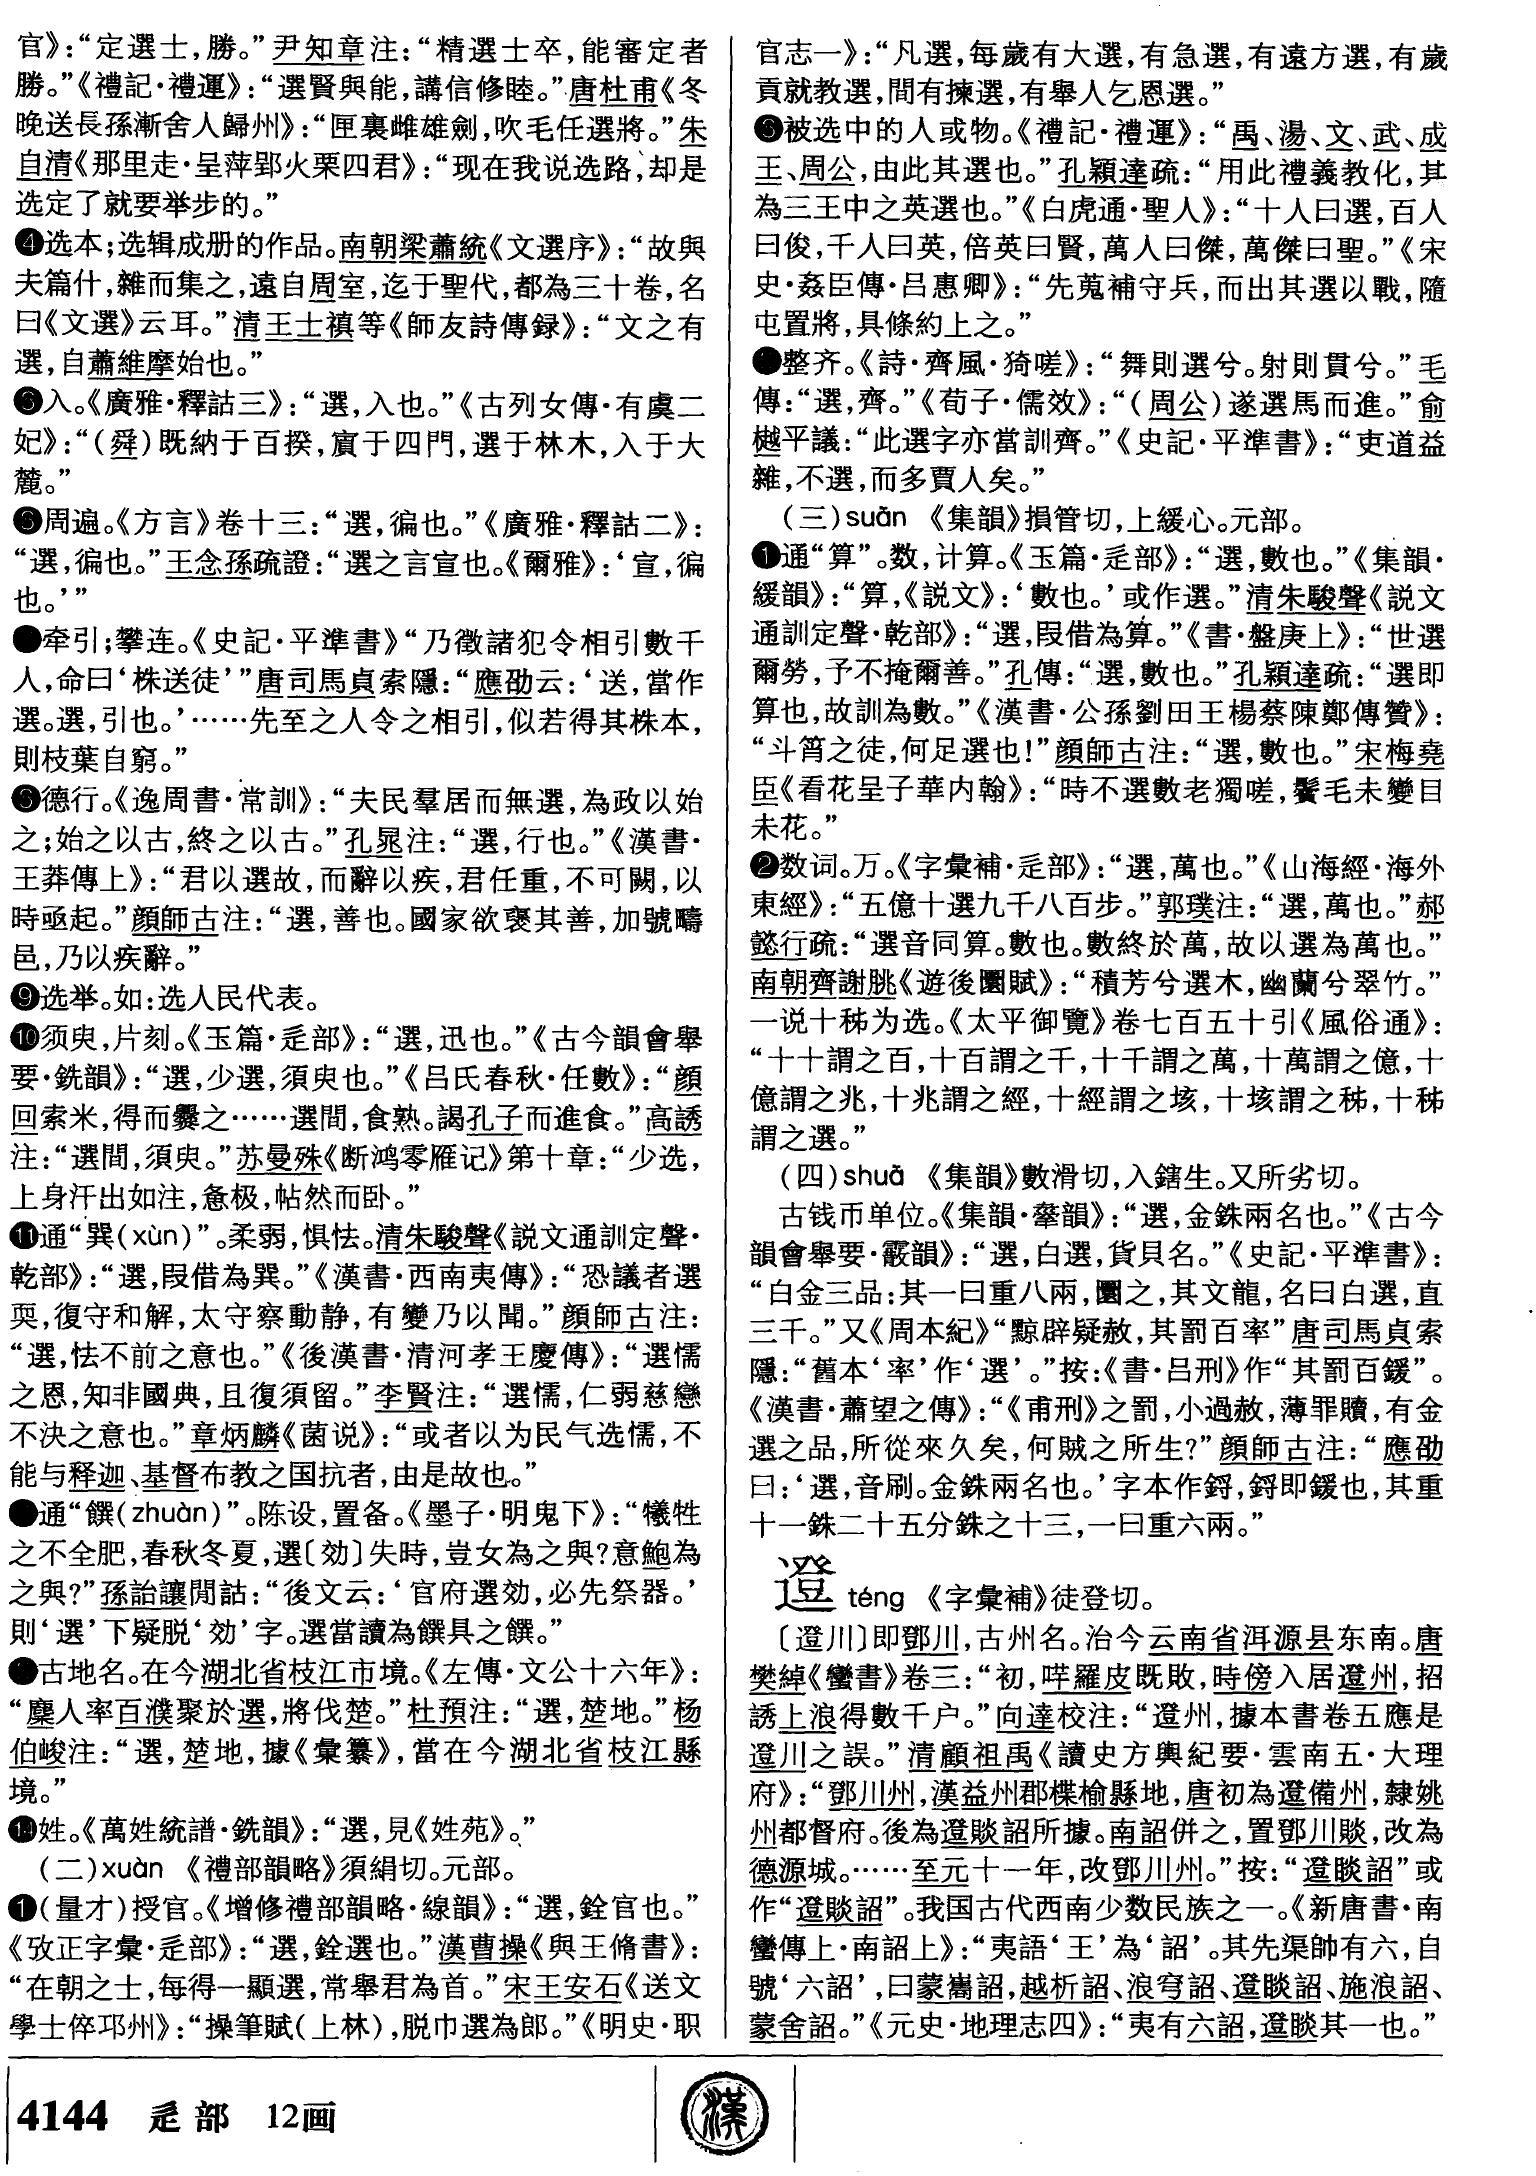 官》：“定選士，勝。”尹知章注：“精選士卒，能審定者
勝。”《禮記·禮運》：“選賢與能，講信修睦。”唐杜甫《冬
晚送長孫漸舍人歸州》：“匣裏雌雄劍，吹毛任選將。”朱
自清《那里走·呈萍郢火栗四君》：“现在我说选路，却是
选定了就要举步的。”
❹选本；选辑成册的作品。南朝梁蕭統《文選序》：“故與
夫篇什，雜而集之，遠自周室，迄于聖代，都為三十卷，名
曰《文選》云耳。”清王士禛等《師友詩傳録》：“文之有
選，自蕭維摩始也。”
❺入。《廣雅·釋詁三》：“選，入也。”《古列女傳·有虞二
妃》：“（舜）既納于百揆，賔于四門，選于林木，入于大
麓。”
❻周遍。《方言》卷十三：“選，徧也。”《廣雅·釋詁二》：
“選，徧也。”王念孫疏證：“選之言宣也。《爾雅》：‘宣，徧
也。’”
❼牵引；攀连。《史記·平準書》“乃徵諸犯令相引數千
人，命曰‘株送徒’”唐司馬貞索隱：“應劭云：‘送，當作
選。選，引也。’……先至之人令之相引，似若得其株本，
則枝葉自窮。”
❽德行。《逸周書·常訓》：“夫民羣居而無選，為政以始
之；始之以古，終之以古。”孔晁注：“選，行也。”《漢書·
王莽傳上》：“君以選故，而辭以疾，君任重，不可闕，以
時亟起。”顔師古注：“選，善也。國家欲襃其善，加號疇
邑，乃以疾辭。”
❾选举。如：选人民代表。
❿须臾，片刻。《玉篇·辵部》：“選，迅也。”《古今韻會舉
要·銑韻》：“選，少選，須臾也。”《吕氏春秋·任數》：“顔
回索米，得而爨之……選間，食熟。謁孔子而進食。”高誘
注：“選間，須臾。”苏曼殊《断鸿零雁记》第十章：“少选，
上身汗出如注，惫极，帖然而卧。”
⓫通“巽（xùn）”。柔弱，惧怯。清朱駿聲《説文通訓定聲·
乾部》：“選，叚借為巽。”《漢書·西南夷傳》：“恐議者選
耎，復守和解，太守察動静，有變乃以聞。”顔師古注：
“選，怯不前之意也。”《後漢書·清河孝王慶傳》：“選懦
之恩，知非國典，且復須留。”李賢注：“選懦，仁弱慈戀
不決之意也。”章炳麟《菌说》：“或者以为民气选懦，不
能与释迦、基督布教之国抗者，由是故也。”
⓬通“饌（zhuàn）”。陈设，置备。《墨子·明鬼下》：“犧牲
之不全肥，春秋冬夏，選〔効〕失時，豈女為之與？意鮑為
之與？”孫詒讓閒詁：“後文云：‘官府選効，必先祭器。’
則‘選’下疑脱‘効’字。選當讀為饌具之饌。”
⓭古地名。在今湖北省枝江市境。《左傳·文公十六年》：
“麇人率百濮聚於選，將伐楚。”杜預注：“選，楚地。”杨
伯峻注：“選，楚地，據《彙纂》，當在今湖北省枝江縣
境。”
⓮姓。《萬姓統譜·銑韻》：“選，見《姓苑》。”
（二）xuàn 《禮部韻略》須絹切。元部。
❶（量才）授官。《增修禮部韻略·線韻》：“選，銓官也。”
《攷正字彙·辵部》：“選，銓選也。”漢曹操《與王脩書》：
“在朝之士，每得一顯選，常舉君為首。”宋王安石《送文
學士倅邛州》：“操筆賦（上林），脱巾選為郎。”《明史·职
官志一》：“凡選，每歲有大選，有急選，有遠方選，有歲
貢就教選，間有揀選，有舉人乞恩選。”
❷被选中的人或物。《禮記·禮運》：“禹、湯、文、武、成
王、周公，由此其選也。”孔穎達疏：“用此禮義教化，其
為三王中之英選也。”《白虎通·聖人》：“十人曰選，百人
曰俊，千人曰英，倍英曰賢，萬人曰傑，萬傑曰聖。”《宋
史·姦臣傳·吕惠卿》：“先蒐補守兵，而出其選以戰，隨
屯置將，具條約上之。”
❸整齐。《詩·齊風·猗嗟》：“舞則選兮。射則貫兮。”毛
傳：“選，齊。”《荀子·儒效》：“（周公）遂選馬而進。”俞
樾平議：“此選字亦當訓齊。”《史記·平準書》：“吏道益
雜，不選，而多賈人矣。”
（三）suǎn 《集韻》損管切，上緩心。元部。
❶通“算”。数，计算。《玉篇·辵部》：“選，數也。”《集韻·
緩韻》：“算，《説文》：‘數也。’或作選。”清朱駿聲《説文
通訓定聲·乾部》：“選，叚借為算。”《書·盤庚上》：“世選
爾勞，予不掩爾善。”孔傳：“選，數也。”孔穎達疏：“選即
算也，故訓為數。”《漢書·公孫劉田王楊蔡陳鄭傳贊》：
“斗筲之徒，何足選也！”顔師古注：“選，數也。”宋梅堯
臣《看花呈子華内翰》：“時不選數老獨嗟，鬢毛未變目
未花。”
❷数词。万。《字彙補·辵部》：“選，萬也。”《山海經·海外
東經》：“五億十選九千八百步。”郭璞注：“選，萬也。”郝
懿行疏：“選音同算。數也。數終於萬，故以選為萬也。”
南朝齊謝朓《遊後園賦》：“積芳兮選木，幽蘭兮翠竹。”
一说十秭为选。《太平御覽》卷七百五十引《風俗通》：
“十十謂之百，十百謂之千，十千謂之萬，十萬謂之億，十
億謂之兆，十兆謂之經，十經謂之垓，十垓謂之秭，十秭
謂之選。”
（四）shuǎ 《集韻》數滑切，入鎋生。又所劣切。
古钱币单位。《集韻·舝韻》：“選，金銖兩名也。”《古今
韻會舉要·霰韻》：“選，白選，貨貝名。”《史記·平準書》：
“白金三品：其一曰重八兩，圜之，其文龍，名曰白選，直
三千。”又《周本紀》“黥辟疑赦，其罰百率”唐司馬貞索
隱：“舊本‘率’作‘選’。”按：《書·吕刑》作“其罰百鍰”。
《漢書·蕭望之傳》：“《甫刑》之罰，小過赦，薄罪贖，有金
選之品，所從來久矣，何賊之所生？”顔師古注：“應劭
曰：‘選，音刷。金銖兩名也。’字本作鋝，鋝即鍰也，其重
十一銖二十五分銖之十三，一曰重六兩。”
邆 téng 《字彙補》徒登切。
〔邆川〕即鄧川，古州名。治今云南省洱源县东南。唐
樊綽《蠻書》卷三：“初，咩羅皮既敗，時傍入居邆州，招
誘上浪得數千户。”向達校注：“邆州，據本書卷五應是
邆川之誤。”清顧祖禹《讀史方輿紀要·雲南五·大理
府》：“鄧川州，漢益州郡楪榆縣地，唐初為邆備州，隸姚
州都督府。後為邆賧詔所據。南詔併之，置鄧川賧，改為
德源城。……至元十一年，改鄧川州。”按：“邆睒詔”或
作“邆賧詔”。我国古代西南少数民族之一。《新唐書·南
蠻傳上·南詔上》：“夷語‘王’為‘詔’。其先渠帥有六，自
號‘六詔’，曰蒙巂詔，越析詔、浪穹詔、邆睒詔、施浪詔、
蒙舍詔。”《元史·地理志四》：“夷有六詔，邆睒其一也。”
4144 辵部 12画
漢